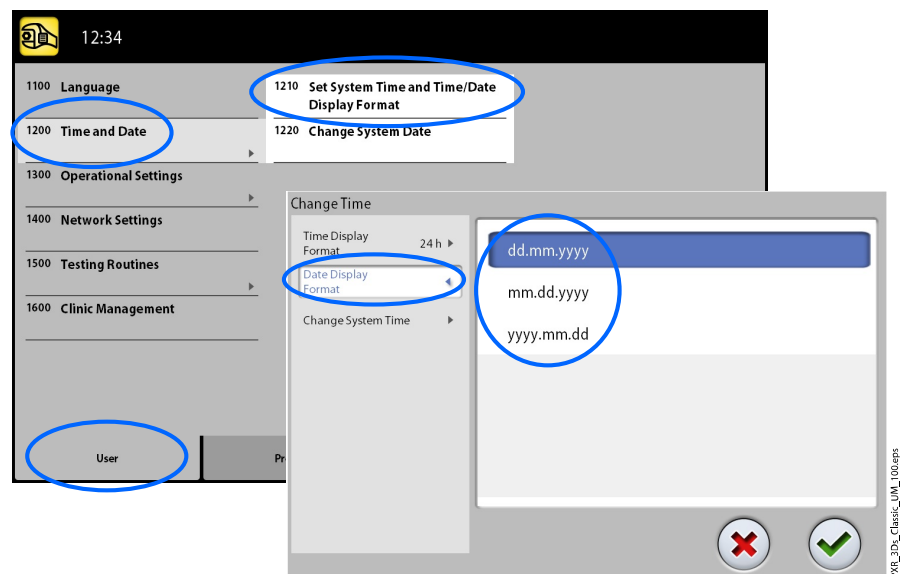 12:34
1100 Language
1200 Time and Date
1300 Operational Settings
1400 Network Settings
1500 Testing Routines
1600 Clinic Management
1210 Set System Time and Time/Date
Display Format
1220 Change System Date
User
Pr
Change Time
Time Display
Format
24 h
Date Display
Format
Change System Time
dd.mm.yyyy
mm.dd.yyyy
yyyy.mm.dd
PXR_3Ds_Classic_UM_100.eps